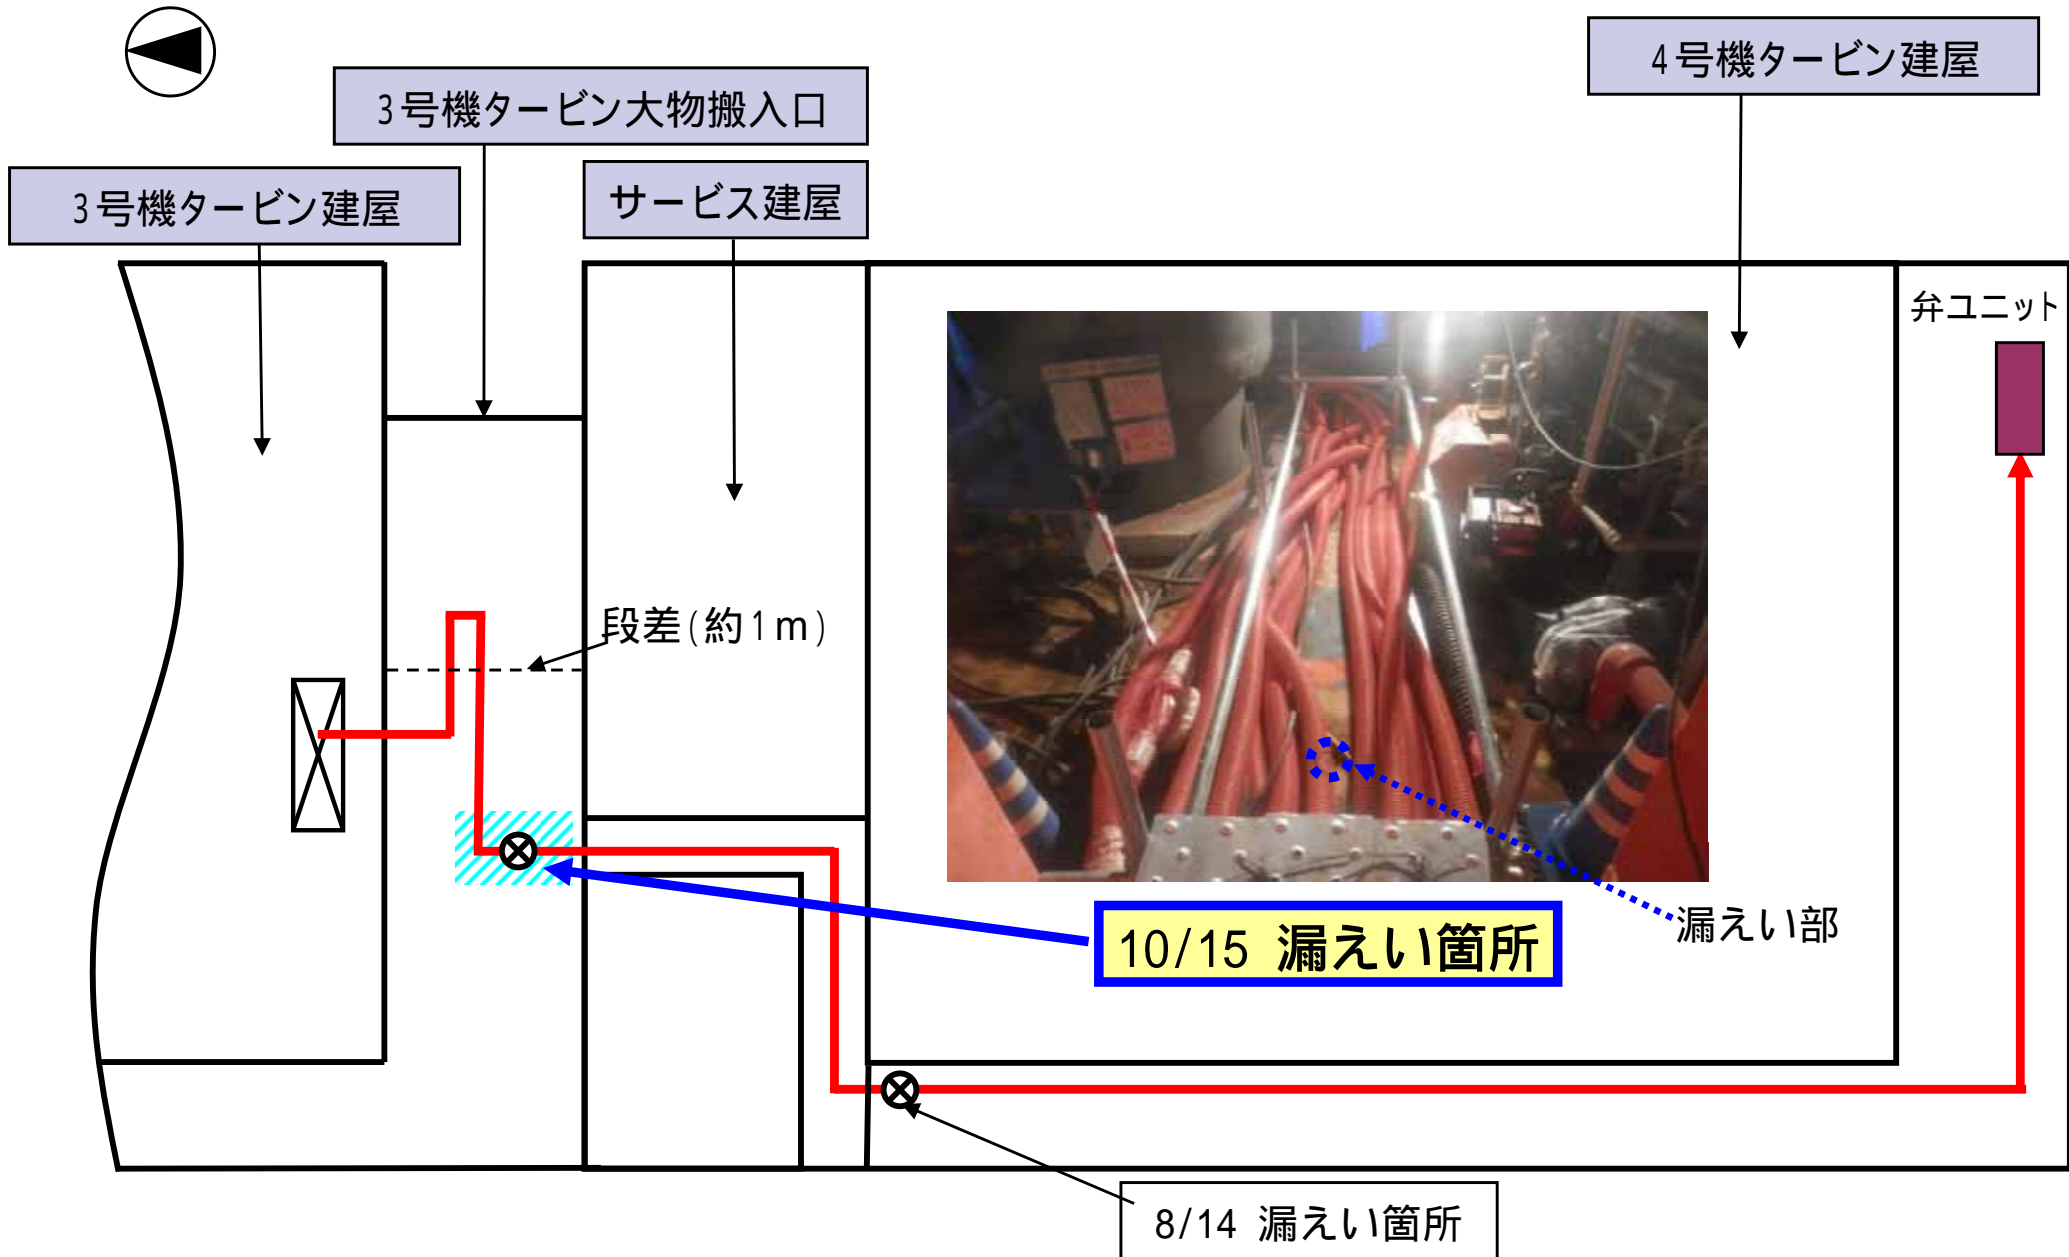 4号機タービン建屋
3号機タービン大物搬入口
3号機タービン建屋
サービス建屋
弁ユニット
段差(約1m)
漏えい部
10/15 漏えい箇所
8/14 漏えい箇所